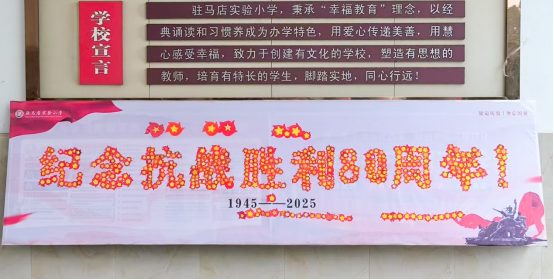 学校宣言
驻马店实验小学，秉承“幸福教育”理念，以经
典诵读和习惯养成为办学特色，用爱心传递美善，用慧
心感受幸福，致力于创建有文化的学校，塑造有思想的
教师，培育有特长的学生，脚踏实地，同心行远！
纪念抗战胜利80周年！
1945——2025